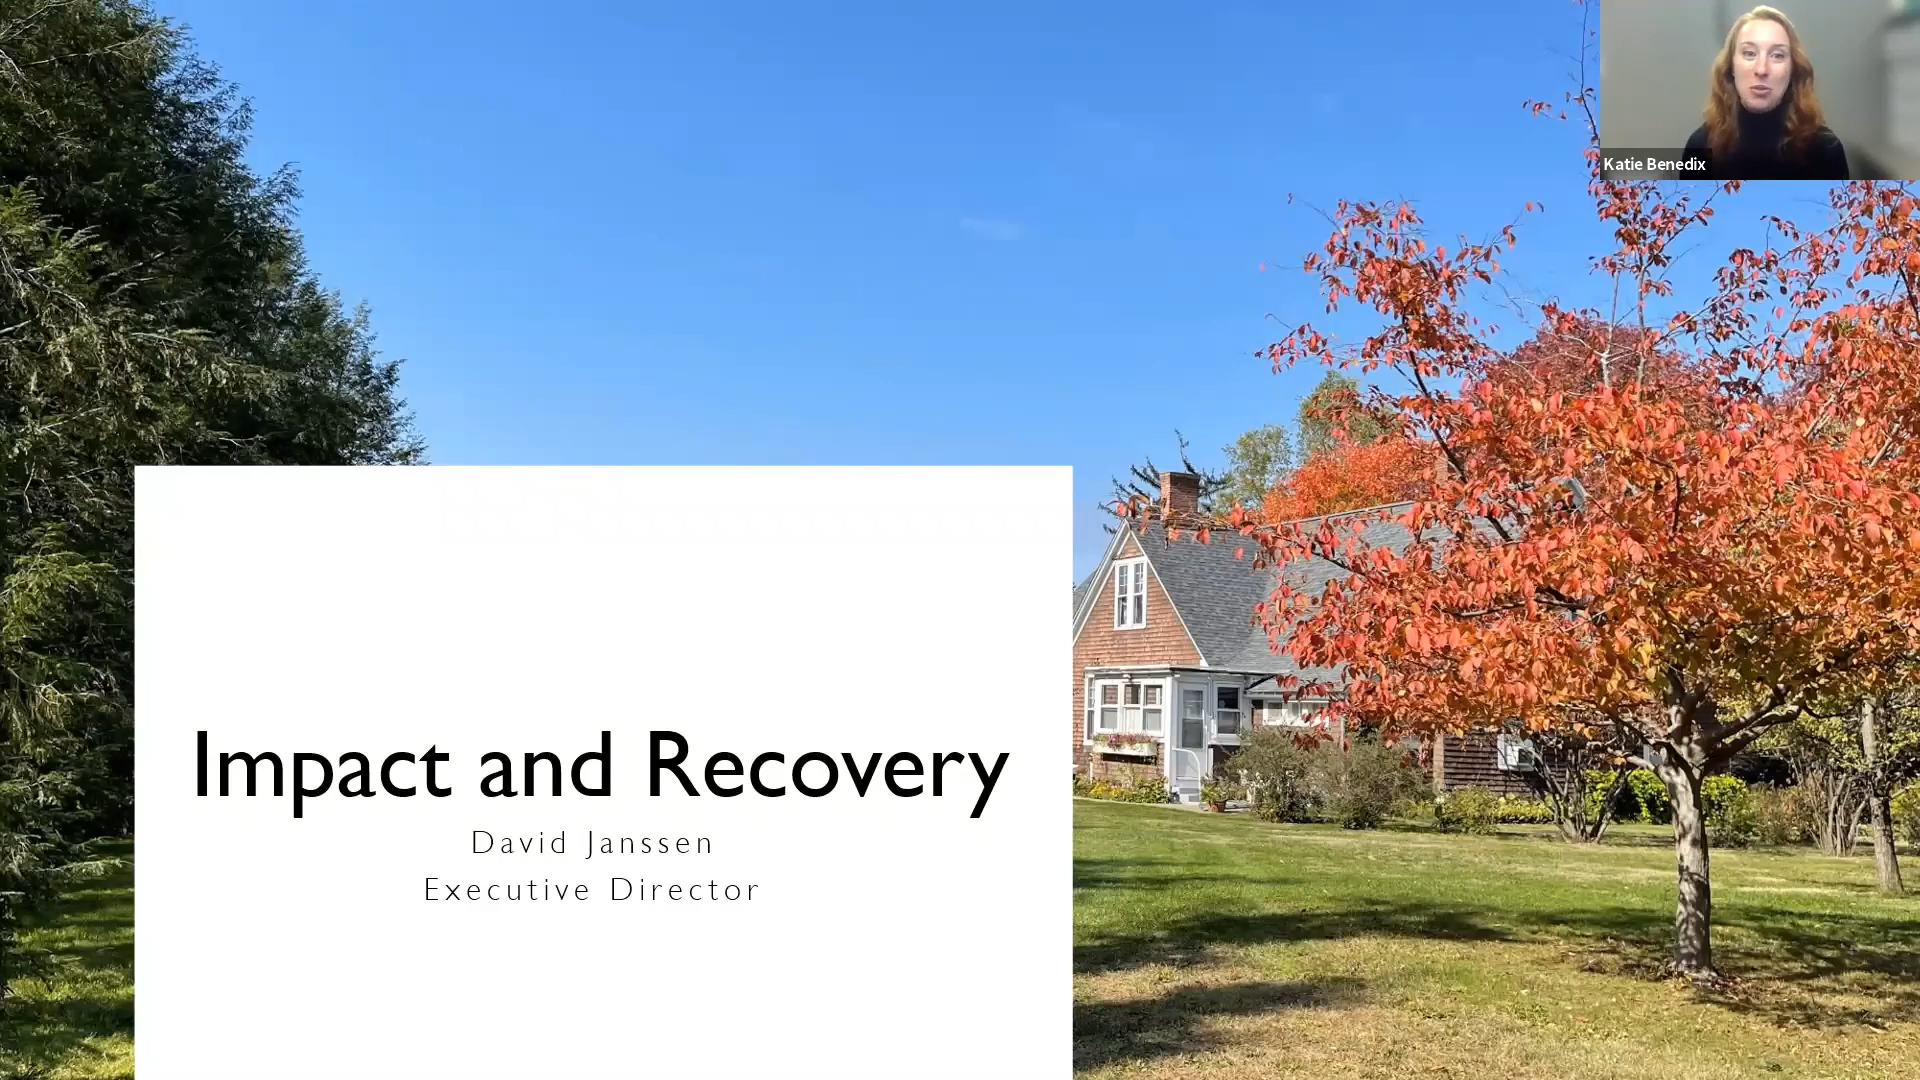 Katie Benedix
Impact and Recovery
David Janssen
Executive Director